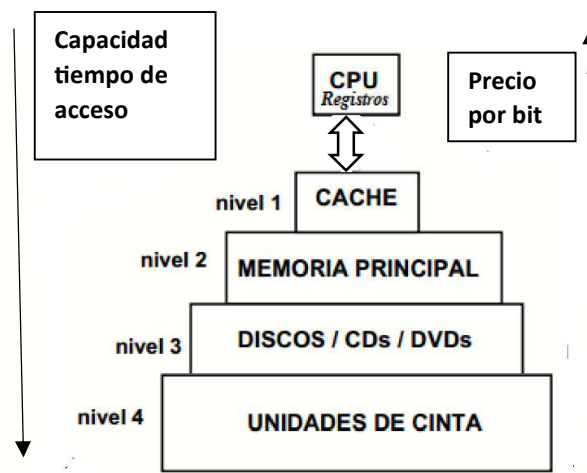 Capacidad
tiempo de
acceso
CPU
Registros
Precio
por bit
nivel 1
CACHE
nivel 2
MEMORIA PRINCIPAL
nivel 3
DISCOS / CDs / DVDs
nivel 4
UNIDADES DE CINTA